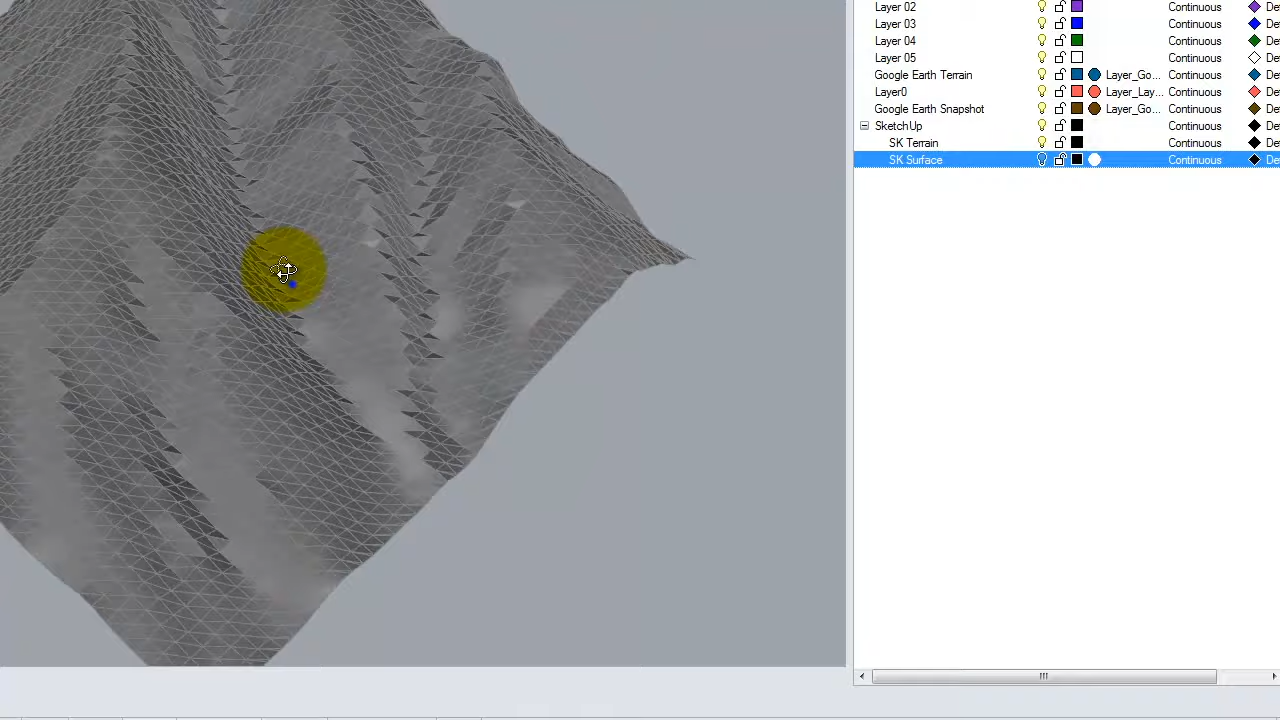 Layer 02 Continuous De
Layer 03 Continuous De
Layer 04 Continuous De
Layer 05 Continuous De
Google Earth Terrain Layer_Go... Continuous De
Layer0 Layer_Lay... Continuous De
Google Earth Snapshot Layer_Go... Continuous De
SketchUp Continuous De
SK Terrain Continuous De
SK Surface Continuous De